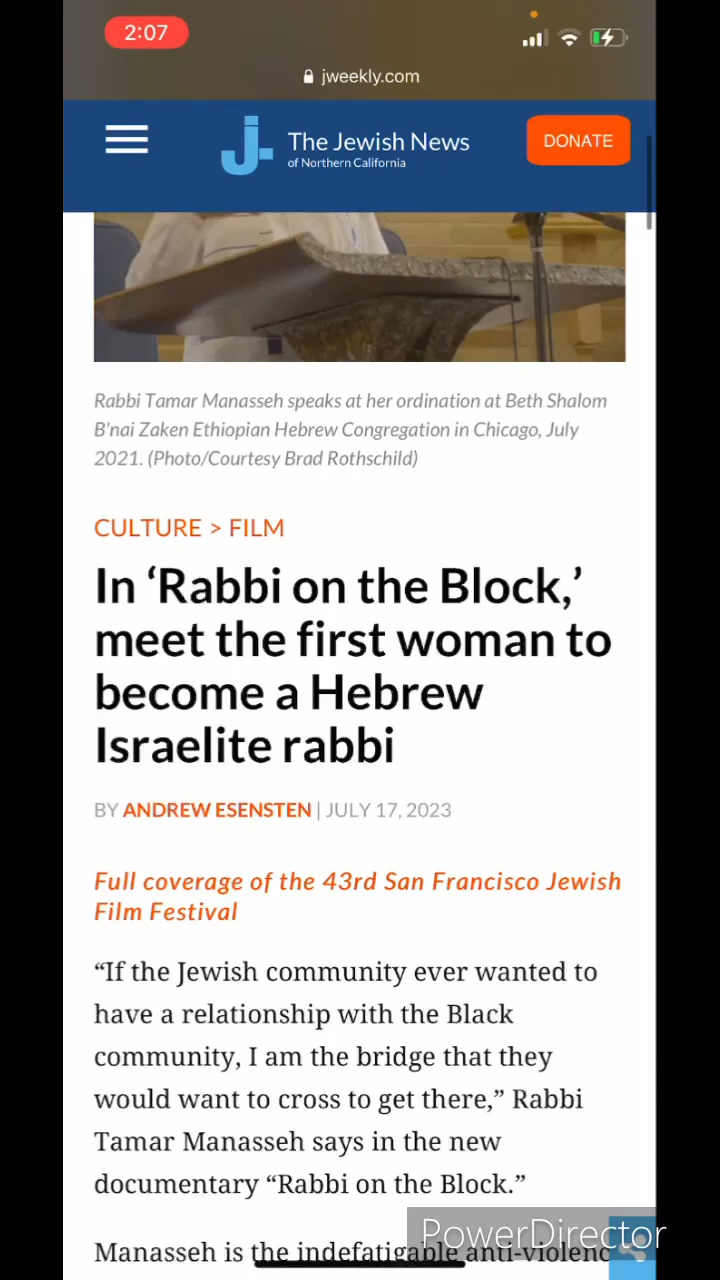 2:07
jweekly.com
J. The Jewish News
of Northern California
DONATE
Rabbi Tamar Manasseh speaks at her ordination at Beth Shalom
B'nai Zaken Ethiopian Hebrew Congregation in Chicago, July
2021. (Photo/Courtesy Brad Rothschild)
CULTURE > FILM
In ‘Rabbi on the Block,’
meet the first woman to
become a Hebrew
Israelite rabbi
BY ANDREW ESENSTEN | JULY 17, 2023
Full coverage of the 43rd San Francisco Jewish
Film Festival
“If the Jewish community ever wanted to
have a relationship with the Black
community, I am the bridge that they
would want to cross to get there,” Rabbi
Tamar Manasseh says in the new
documentary “Rabbi on the Block.”
PowerDirector
Manasseh is the indefatigable anti-violenc